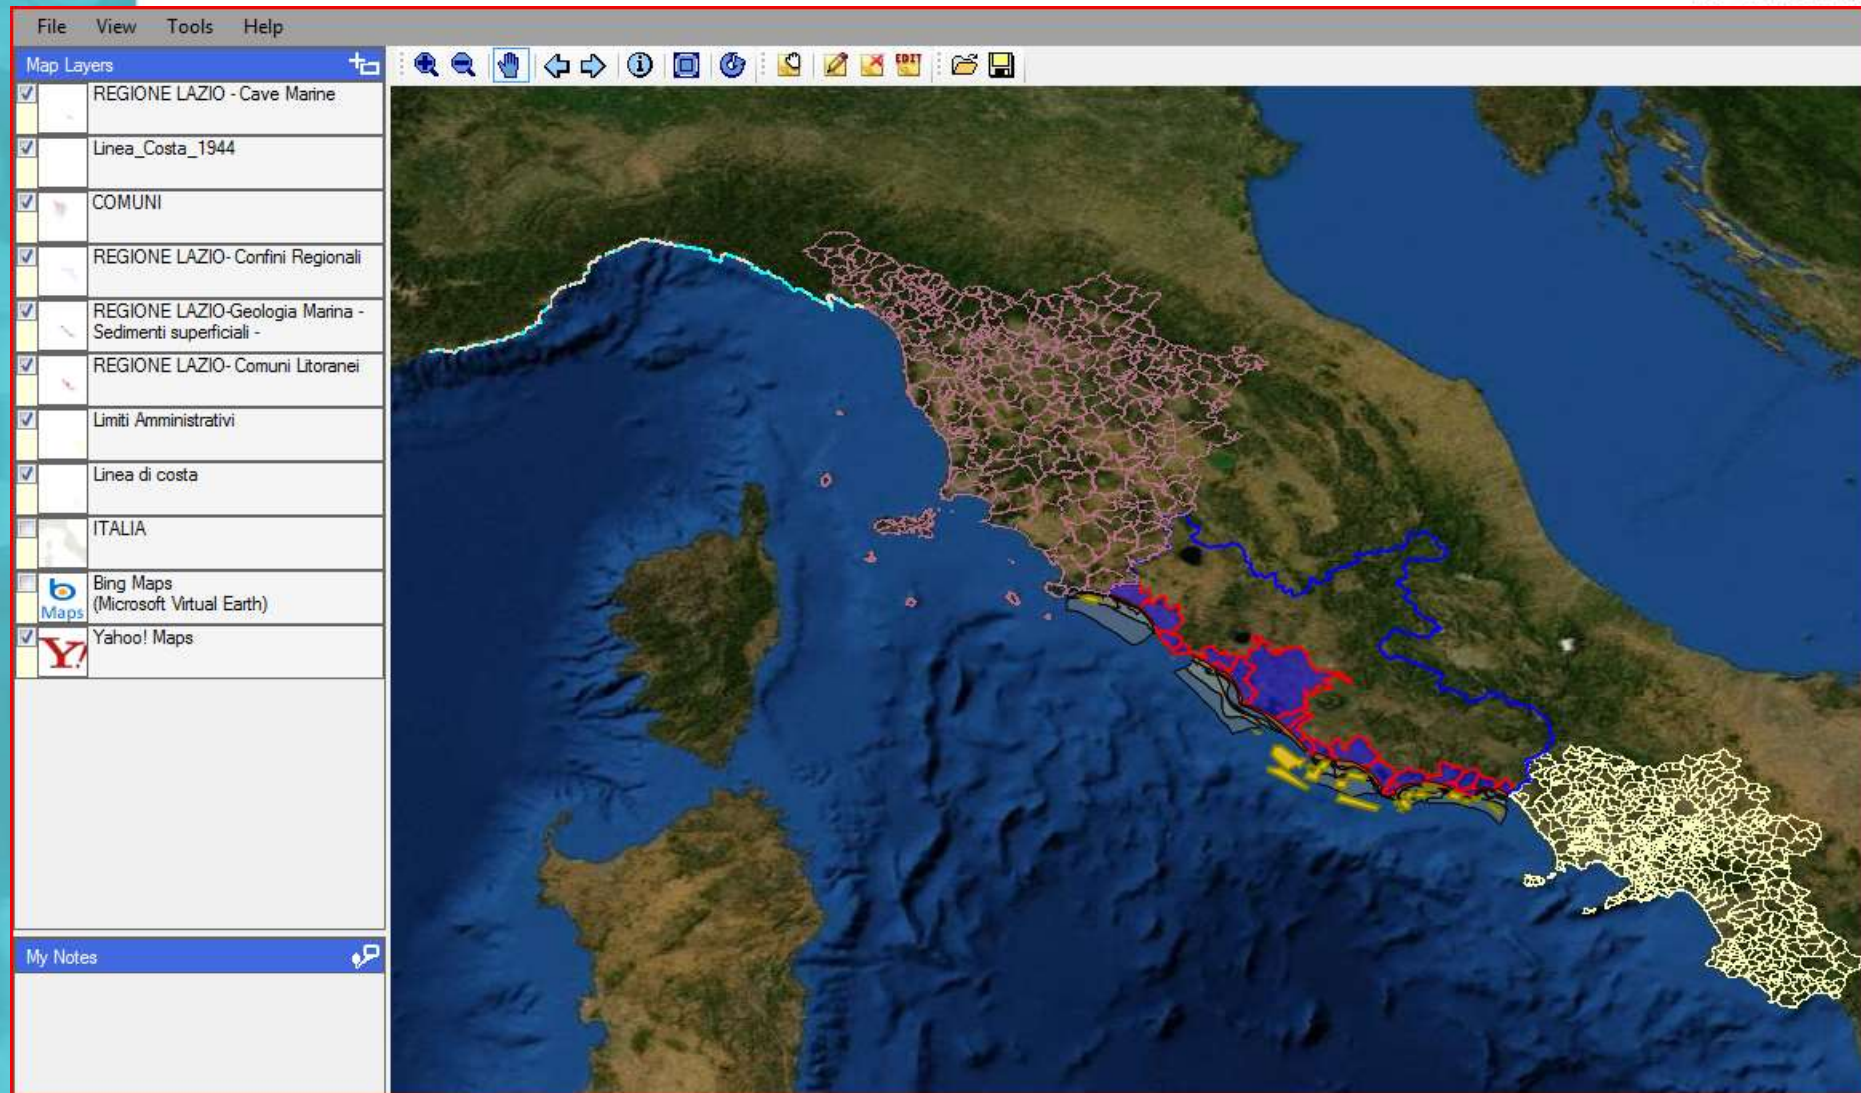 File View Tools Help
Map Layers
REGIONE LAZIO - Cave Marine
Linea_Costa_1944
COMUNI
REGIONE LAZIO- Confini Regionali
REGIONE LAZIO-Geologia Marina -
Sedimenti superficiali -
REGIONE LAZIO- Comuni Litoranei
Limiti Amministrativi
Linea di costa
ITALIA
Bing Maps
(Microsoft Virtual Earth)
Maps
Yahoo! Maps
Y!
My Notes
EDIT